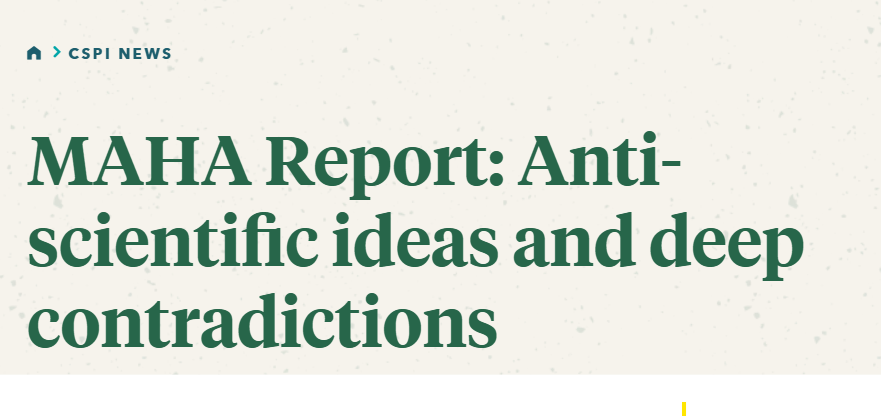 CSPI NEWS
MAHA Report: Anti-
scientific ideas and deep
contradictions